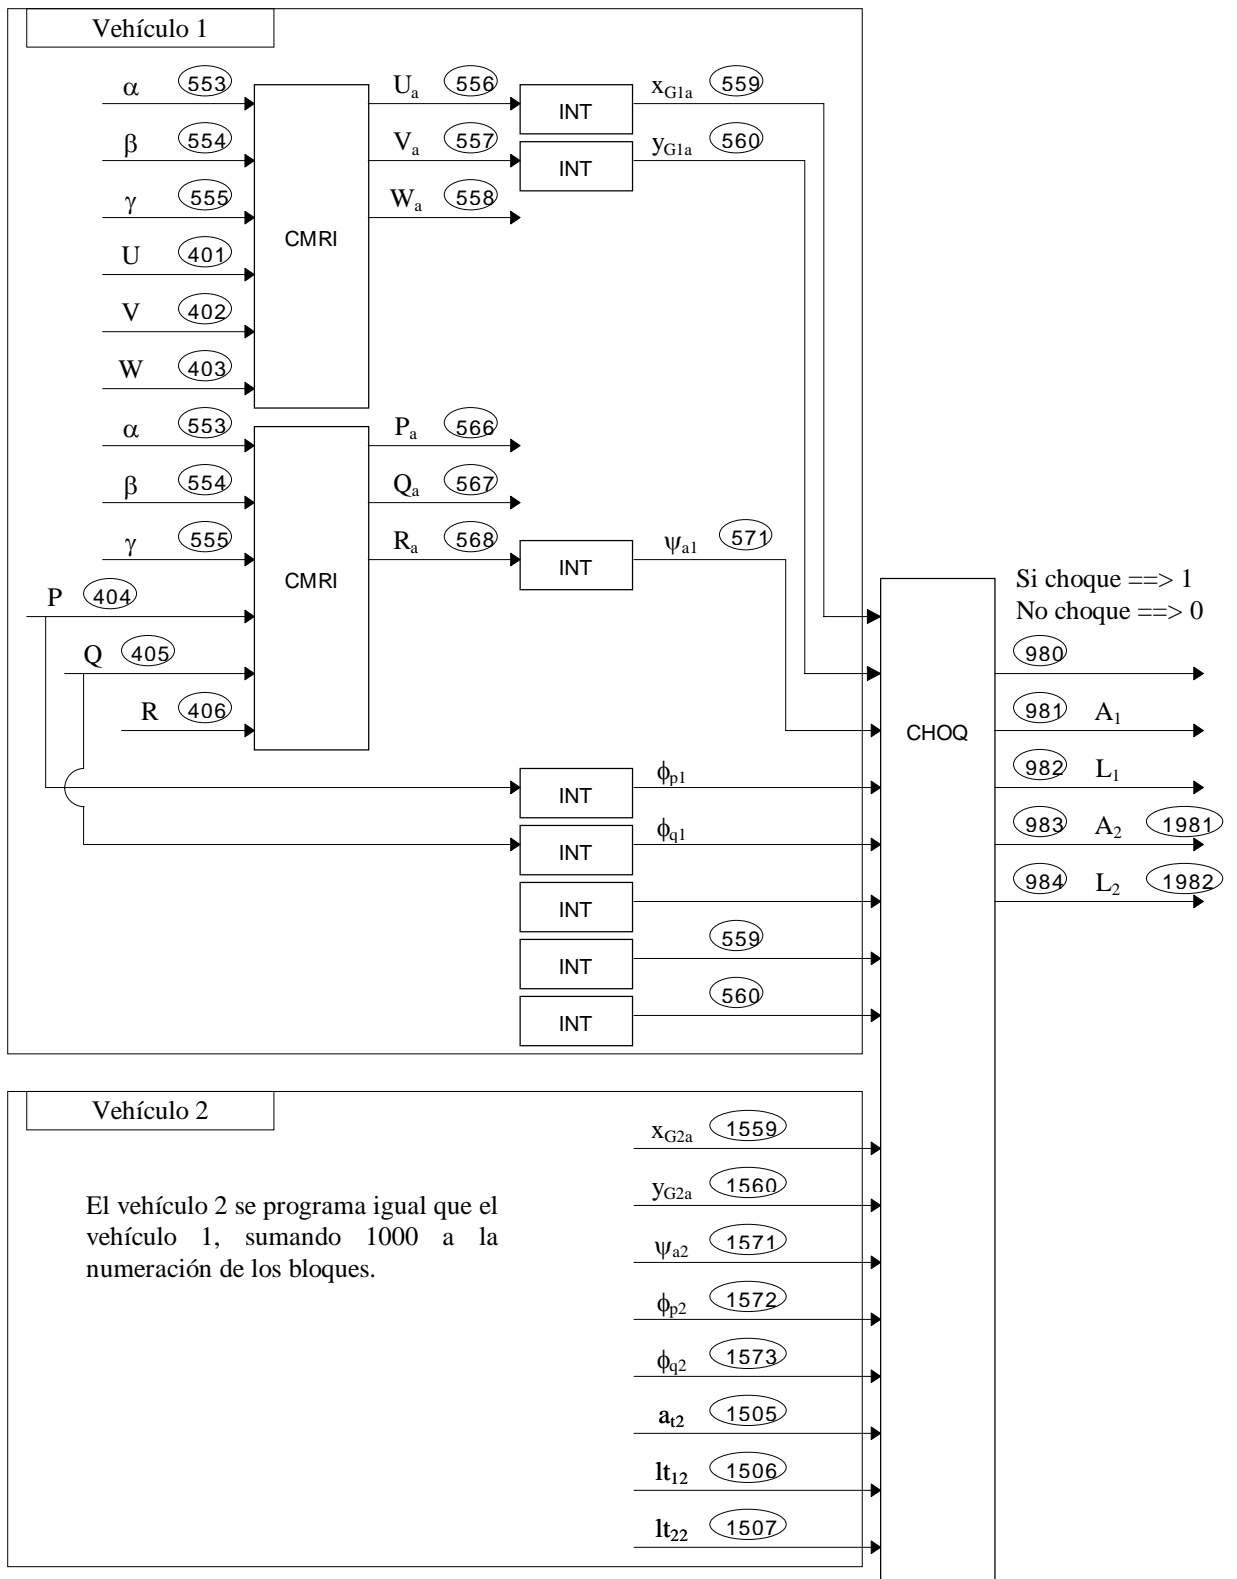 Vehículo 1
α 553
U_a 556
INT
x_G1a 559
β 554
V_a 557
INT
y_G1a 560
γ 555
W_a 558
CMRI
U 401
V 402
W 403
α 553
P_a 566
β 554
Q_a 567
γ 555
R_a 568
INT
ψ_a1 571
CMRI
P 404
Q 405
R 406
INT
ϕ_p1
INT
ϕ_q1
INT
INT
559
INT
560
CHOQ
Si choque ==> 1
No choque ==> 0
980
981 A_1
982 L_1
983 A_2 1981
984 L_2 1982
Vehículo 2
El vehículo 2 se programa igual que el
vehículo 1, sumando 1000 a la
numeración de los bloques.
x_G2a 1559
y_G2a 1560
ψ_a2 1571
ϕ_p2 1572
ϕ_q2 1573
a_t2 1505
lt_12 1506
lt_22 1507